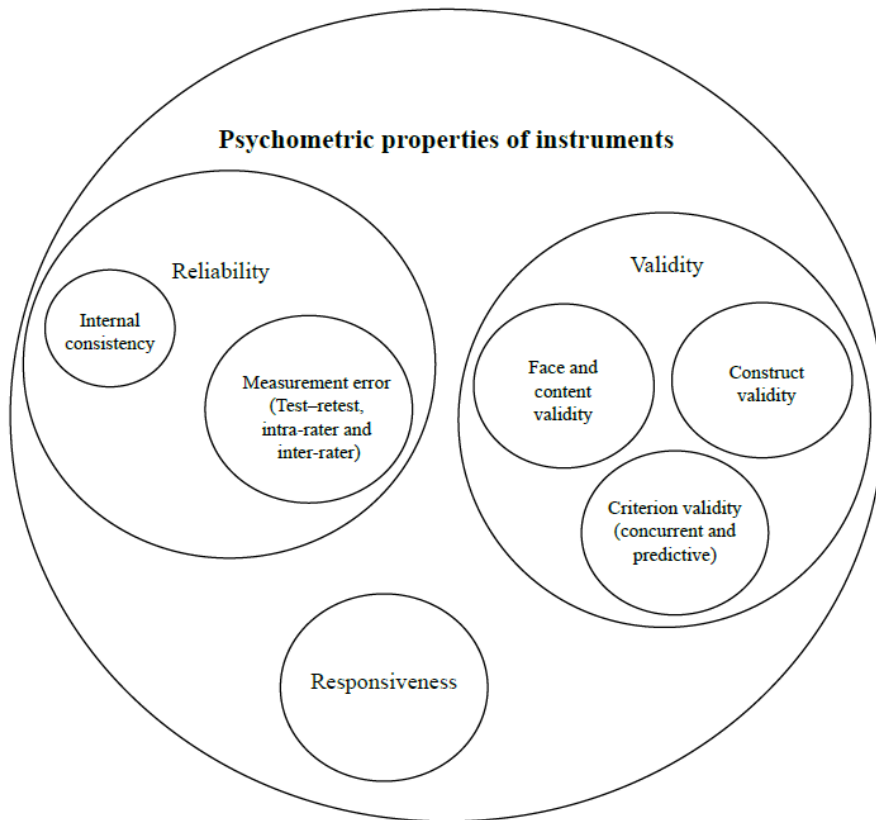 Psychometric properties of instruments
Reliability
Internal
consistency
Measurement error
(Test–retest,
intra-rater and
inter-rater)
Validity
Face and
content
validity
Construct
validity
Criterion validity
(concurrent and
predictive)
Responsiveness